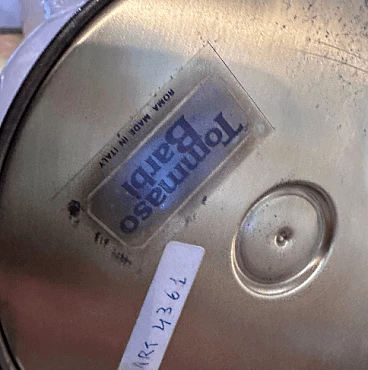 Tommaso
Barbi
ROMA MADE IN ITALY
ART 4361